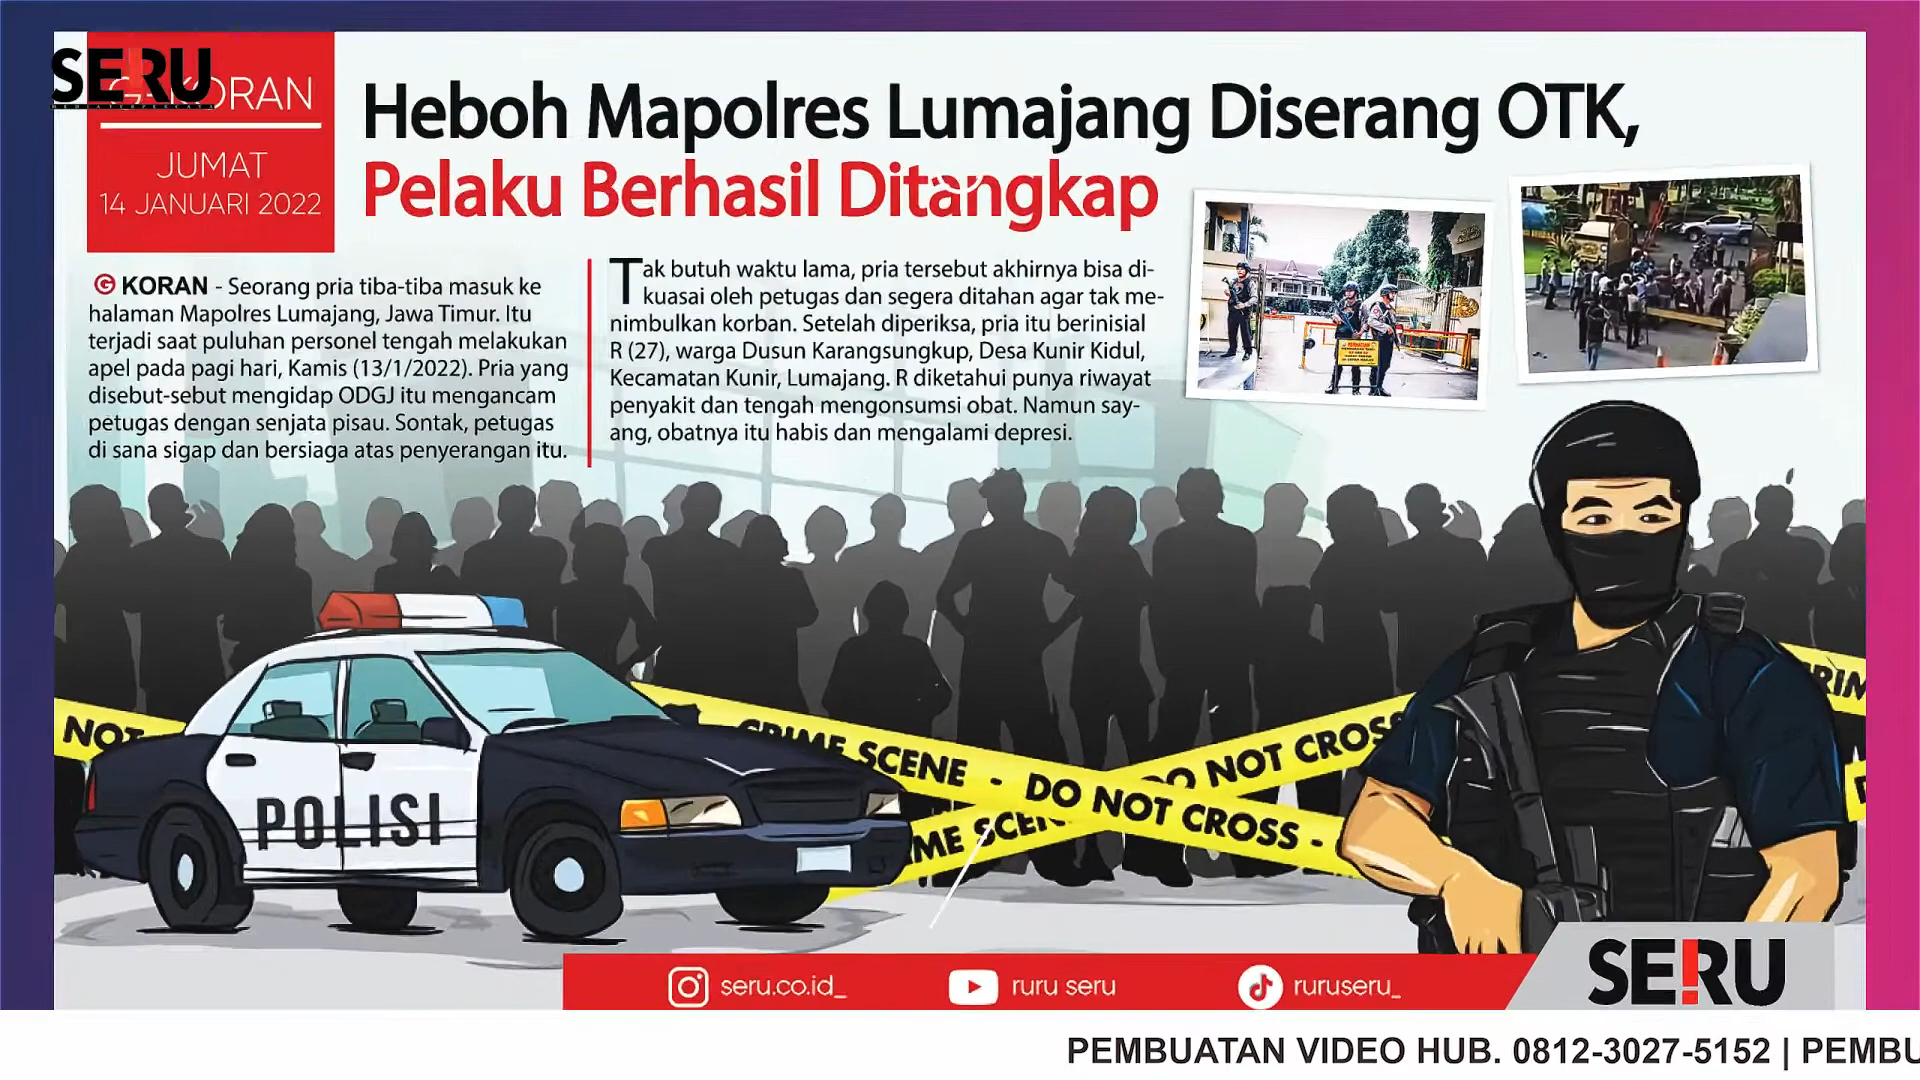 SERU
KORAN
JUMAT
14 JANUARI 2022
Heboh Mapolres Lumajang Diserang OTK,
Pelaku Berhasil Ditangkap
G KORAN - Seorang pria tiba-tiba masuk ke
halaman Mapolres Lumajang, Jawa Timur. Itu
terjadi saat puluhan personel tengah melakukan
apel pada pagi hari, Kamis (13/1/2022). Pria yang
disebut-sebut mengidap ODGJ itu mengancam
petugas dengan senjata pisau. Sontak, petugas
di sana sigap dan bersiaga atas penyerangan itu.
Tak butuh waktu lama, pria tersebut akhirnya bisa di-
kuasai oleh petugas dan segera ditahan agar tak me-
nimbulkan korban. Setelah diperiksa, pria itu berinisial
R (27), warga Dusun Karangsungkup, Desa Kunir Kidul,
Kecamatan Kunir, Lumajang. R diketahui punya riwayat
penyakit dan tengah mengonsumsi obat. Namun say-
ang, obatnya itu habis dan mengalami depresi.
NOT
CRIME SCENE - DO NOT CROSS -
DO NOT CROSS
ME SCEN
RIM
POLISI
seru.co.id_
ruru seru
ruruseru_
SERU
PEMBUATAN VIDEO HUB. 0812-3027-5152 | PEMBU